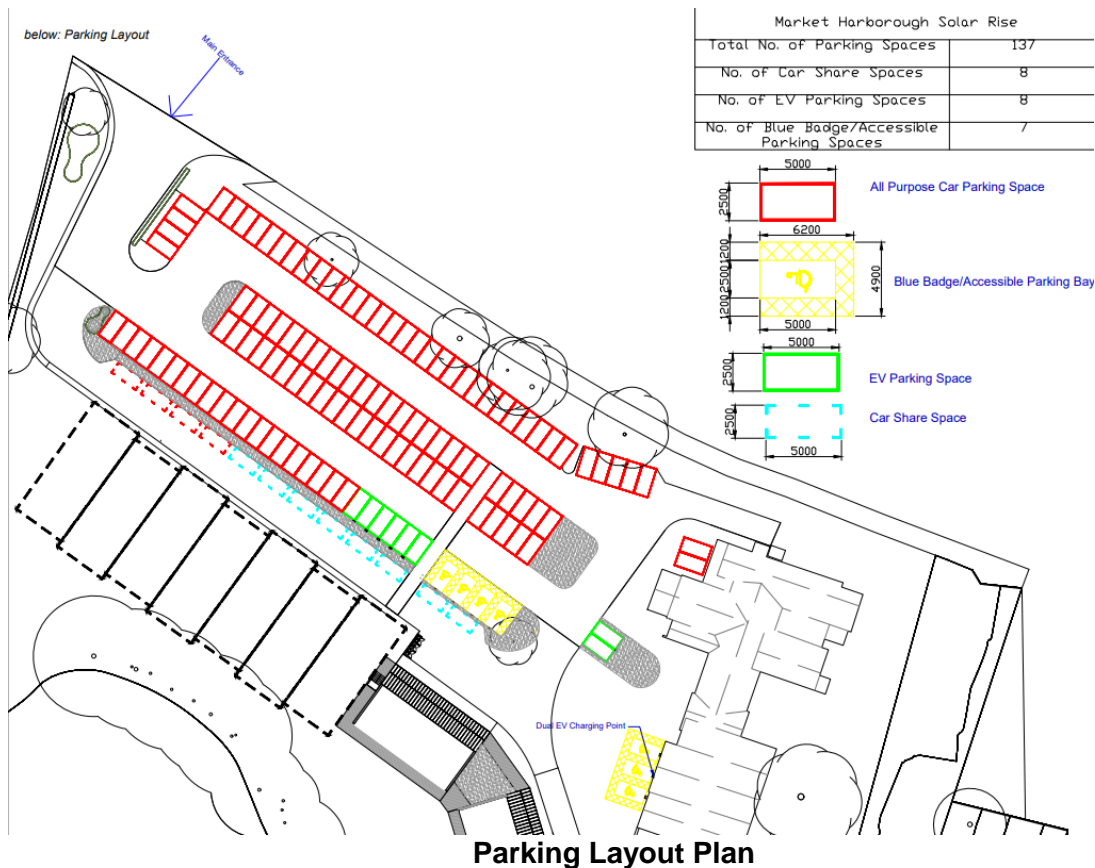 below: Parking Layout
Main Entrance
Market Harborough Solar Rise
Total No. of Parking Spaces 137
No. of Car Share Spaces 8
No. of EV Parking Spaces 8
No. of Blue Badge/Accessible
Parking Spaces 7
5000
2500
All Purpose Car Parking Space
6200
1200
2500
1200
4900
5000
Blue Badge/Accessible Parking Bay
5000
2500
EV Parking Space
2500
5000
Car Share Space
Dual EV Charging Point
Parking Layout Plan